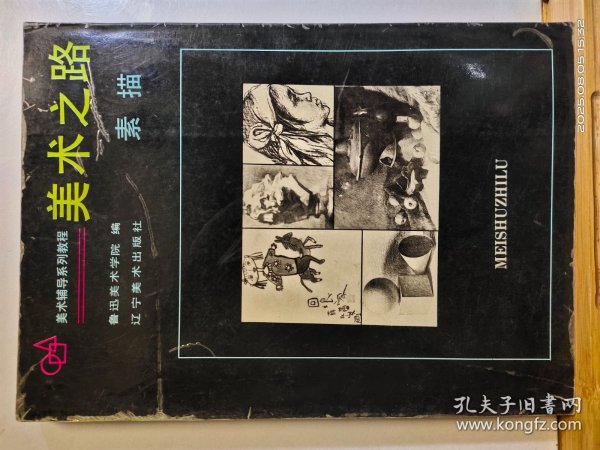 美术辅导系列教程
美术之路
素描
鲁迅美术学院 编
辽宁美术出版社
MEISHUZHILU
2025.08.05 15:32
孔夫子旧書网
www.kongfz.com